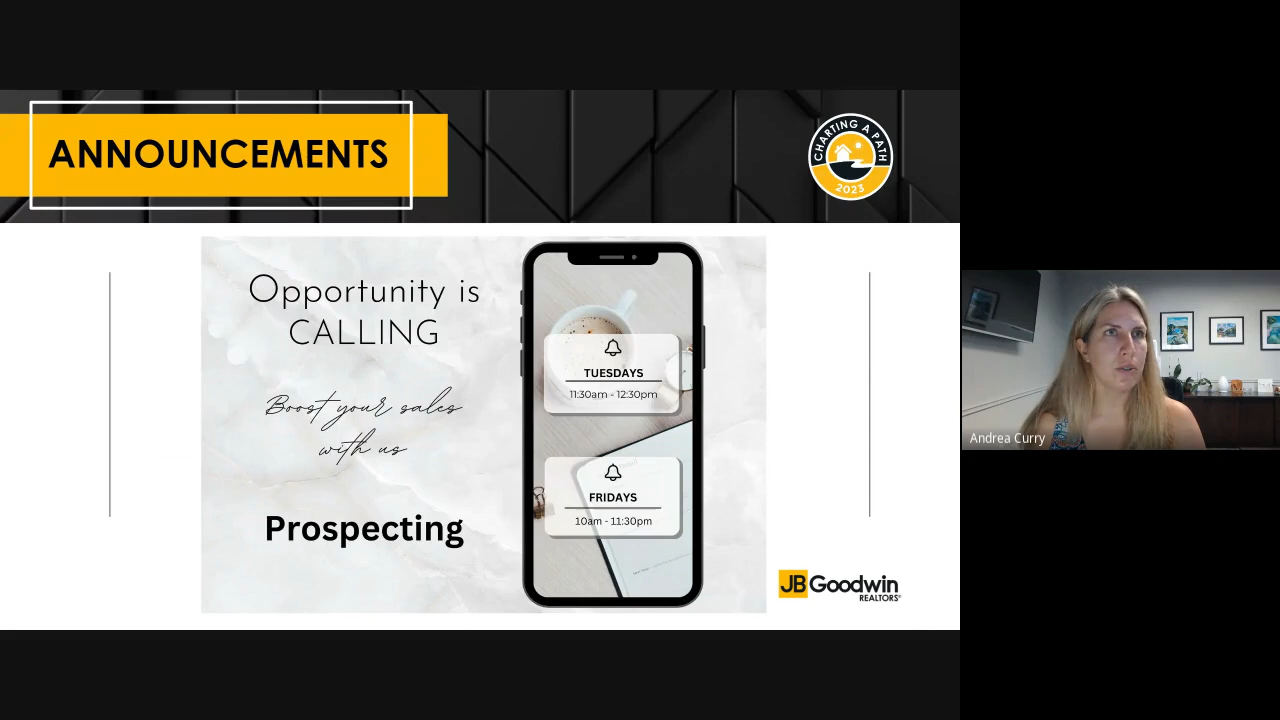 ANNOUNCEMENTS
CHARTING A PATH
2023
Opportunity is
CALLING
Boost your sales
with us
Prospecting
TUESDAYS
11:30am - 12:30pm
FRIDAYS
10am - 11:30pm
JB Goodwin
REALTORS®
Andrea Curry